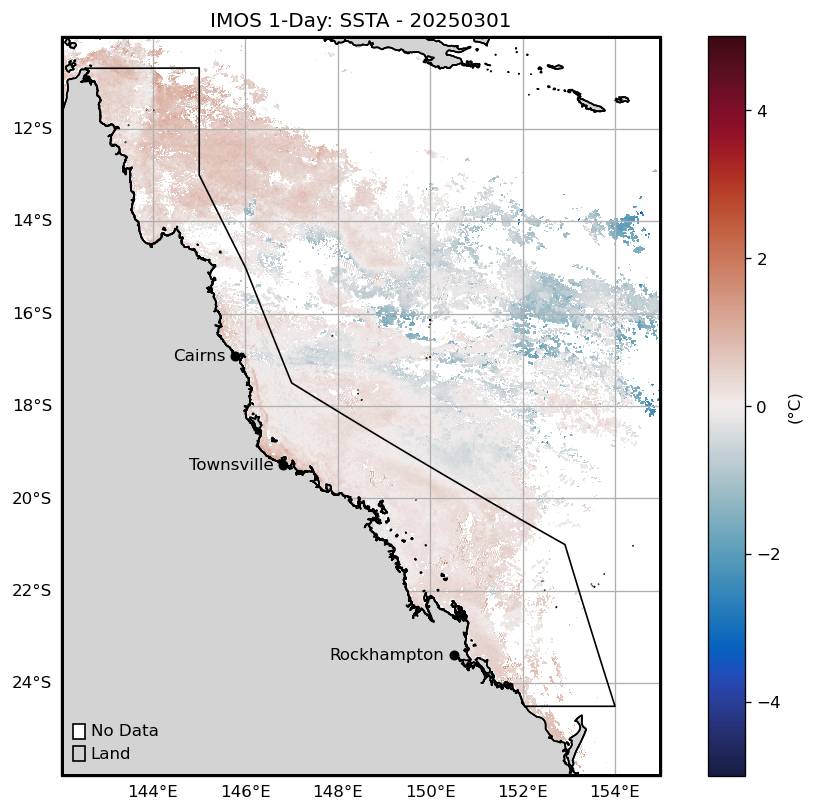 IMOS 1-Day: SSTA - 20250301
12°S
14°S
16°S
18°S
20°S
22°S
24°S
Cairns
Townsville
Rockhampton
No Data
Land
144°E 146°E 148°E 150°E 152°E 154°E
4
2
0
−2
−4
(°C)